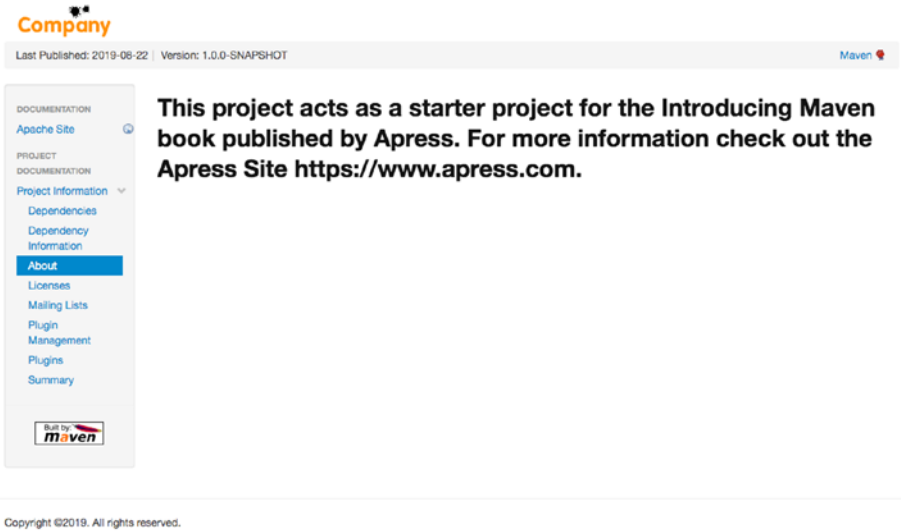 Company
Last Published: 2019-08-22 | Version: 1.0.0-SNAPSHOT
Maven
DOCUMENTATION
Apache Site
PROJECT
DOCUMENTATION
Project Information
Dependencies
Dependency
Information
About
Licenses
Mailing Lists
Plugin
Management
Plugins
Summary
Built by:
maven
This project acts as a starter project for the Introducing Maven
book published by Apress. For more information check out the
Apress Site https://www.apress.com.
Copyright ©2019. All rights reserved.